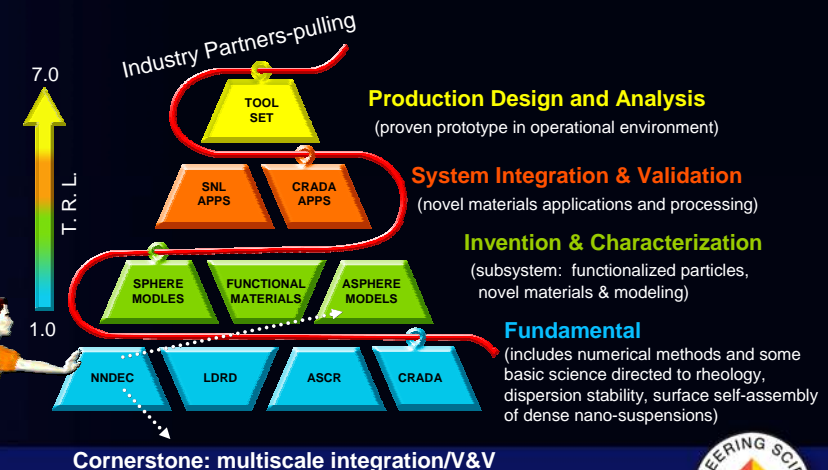 Industry Partners-pulling
7.0
TOOL
SET
Production Design and Analysis
(proven prototype in operational environment)
T. R. L.
SNL
APPS
CRADA
APPS
System Integration & Validation
(novel materials applications and processing)
Invention & Characterization
(subsystem: functionalized particles,
novel materials & modeling)
SPHERE
MODLES
FUNCTIONAL
MATERIALS
ASPHERE
MODELS
1.0
Fundamental
(includes numerical methods and some
basic science directed to rheology,
dispersion stability, surface self-assembly
of dense nano-suspensions)
NNDEC
LDRD
ASCR
CRADA
Cornerstone: multiscale integration/V&V